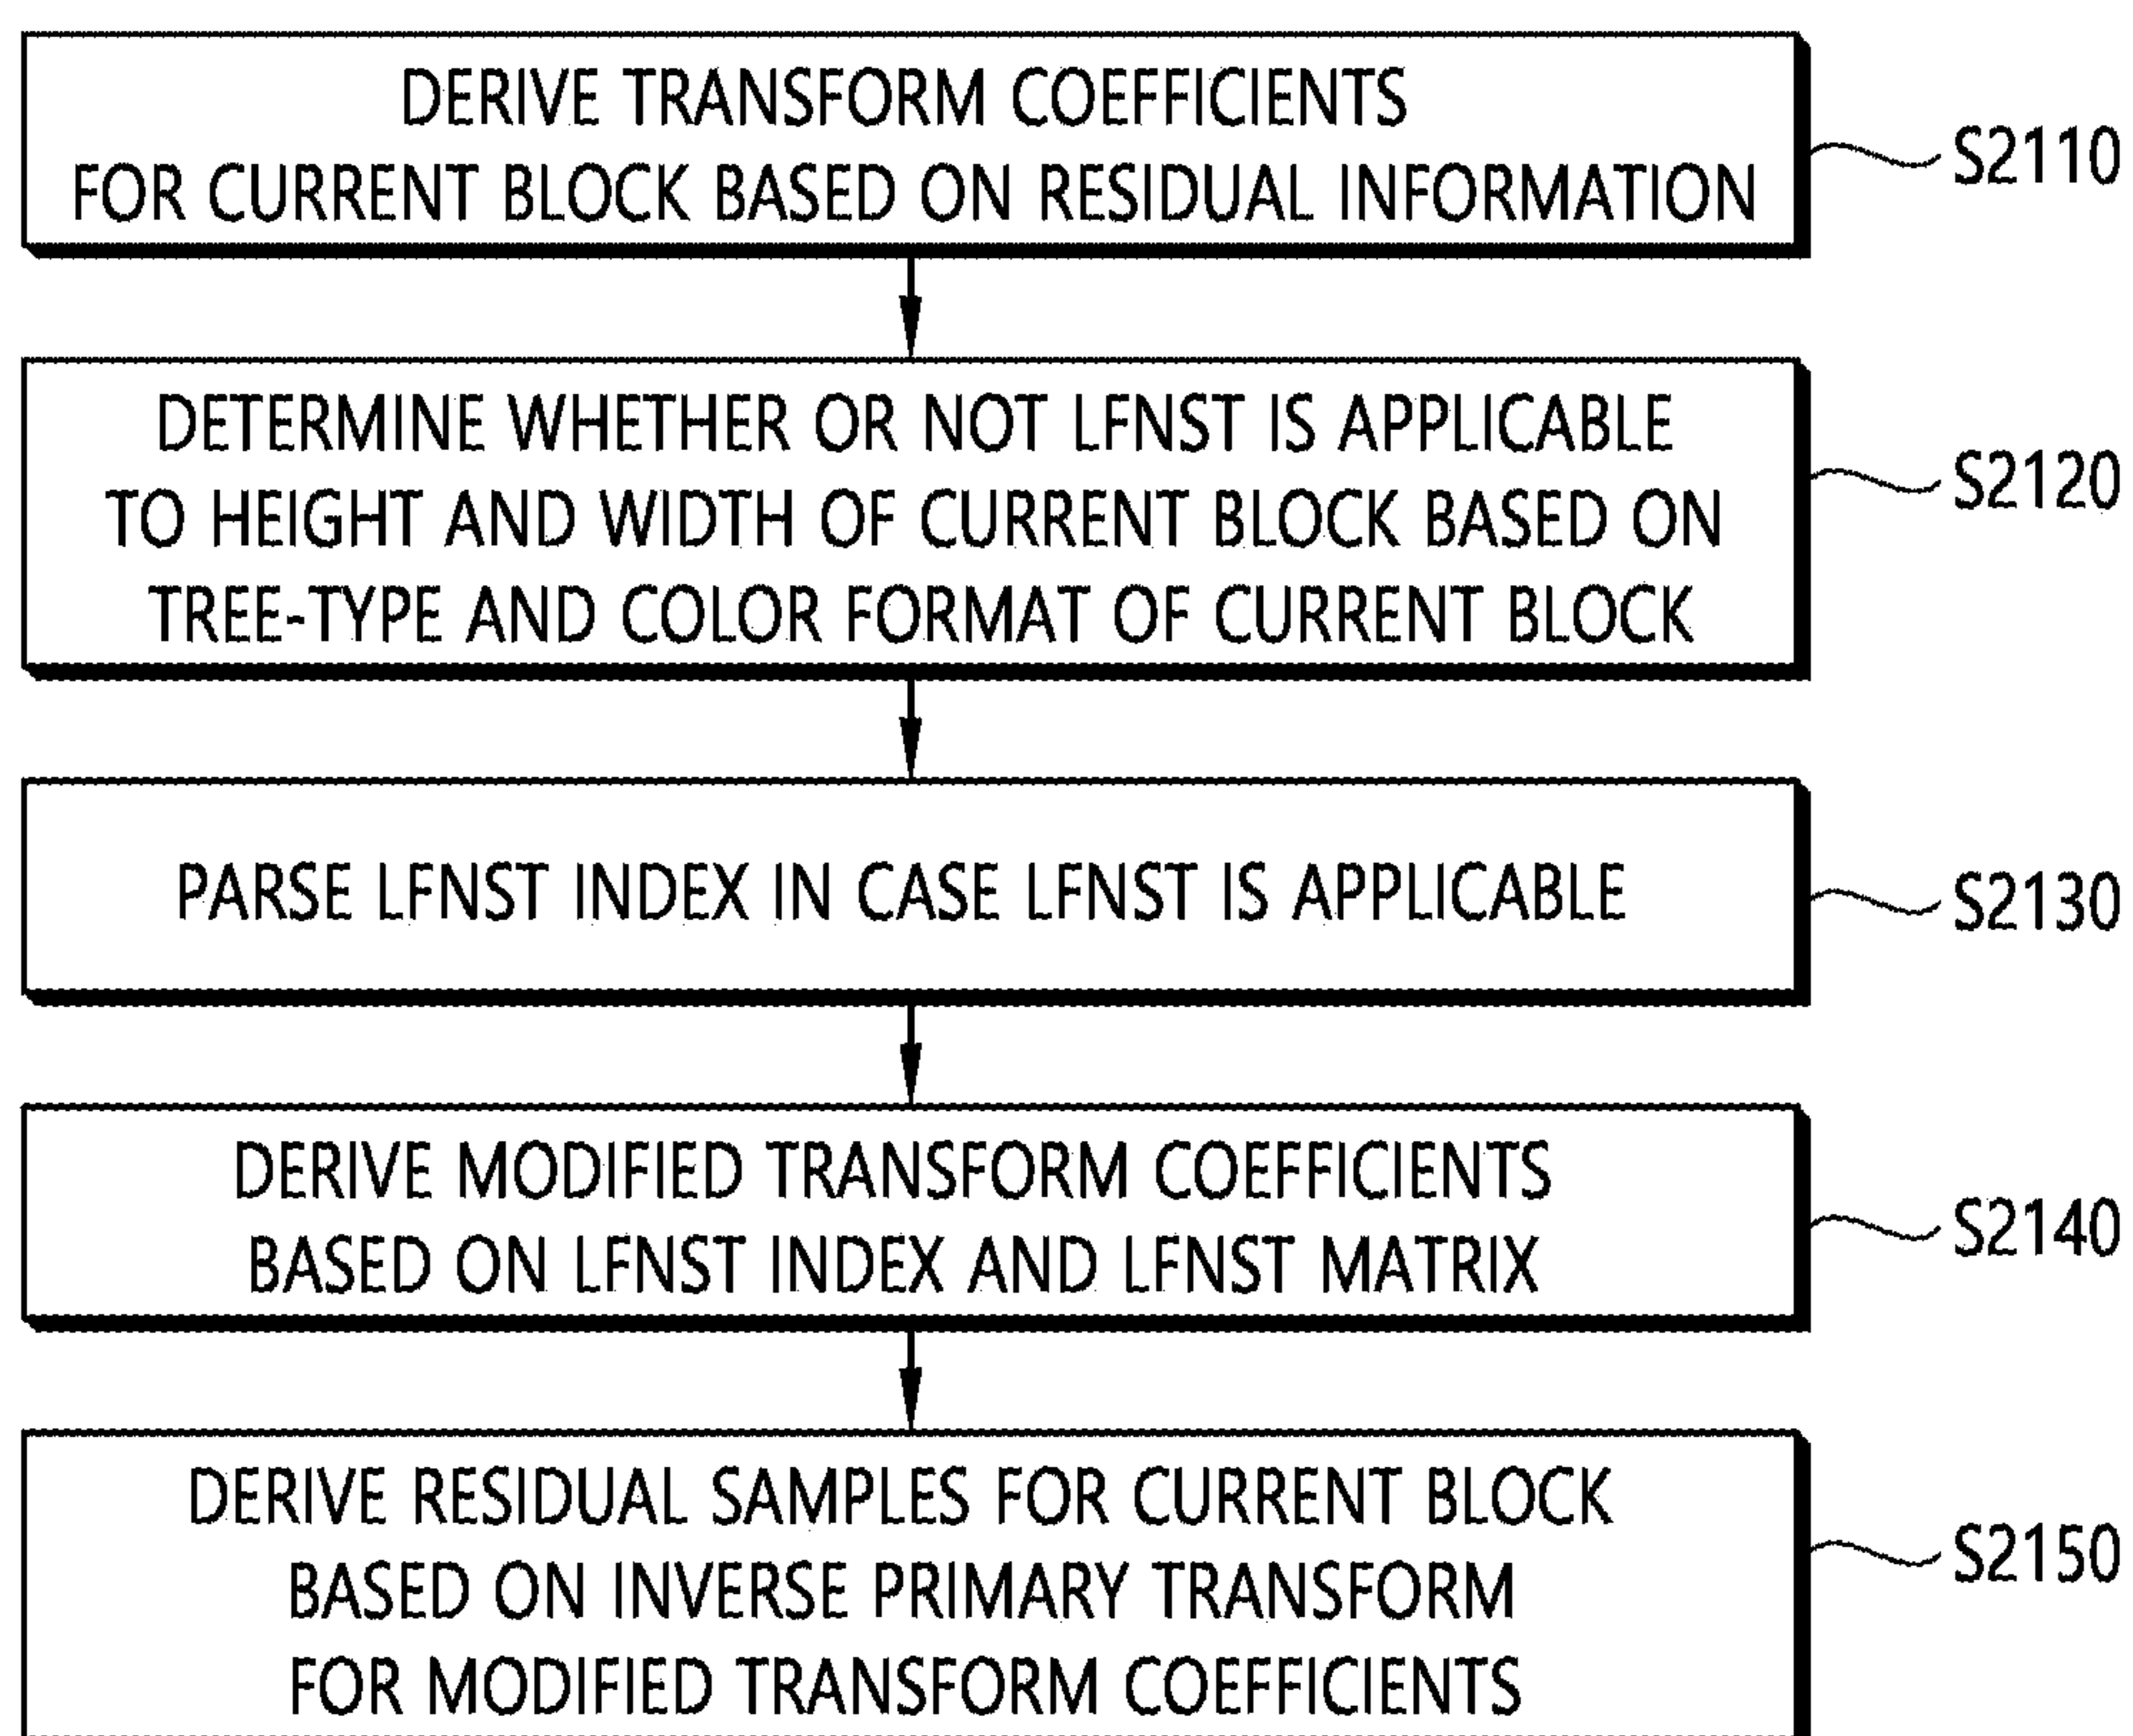 DERIVE TRANSFORM COEFFICIENTS
FOR CURRENT BLOCK BASED ON RESIDUAL INFORMATION
S2110
DETERMINE WHETHER OR NOT LFNST IS APPLICABLE
TO HEIGHT AND WIDTH OF CURRENT BLOCK BASED ON
TREE-TYPE AND COLOR FORMAT OF CURRENT BLOCK
S2120
PARSE LFNST INDEX IN CASE LFNST IS APPLICABLE
S2130
DERIVE MODIFIED TRANSFORM COEFFICIENTS
BASED ON LFNST INDEX AND LFNST MATRIX
S2140
DERIVE RESIDUAL SAMPLES FOR CURRENT BLOCK
BASED ON INVERSE PRIMARY TRANSFORM
FOR MODIFIED TRANSFORM COEFFICIENTS
S2150